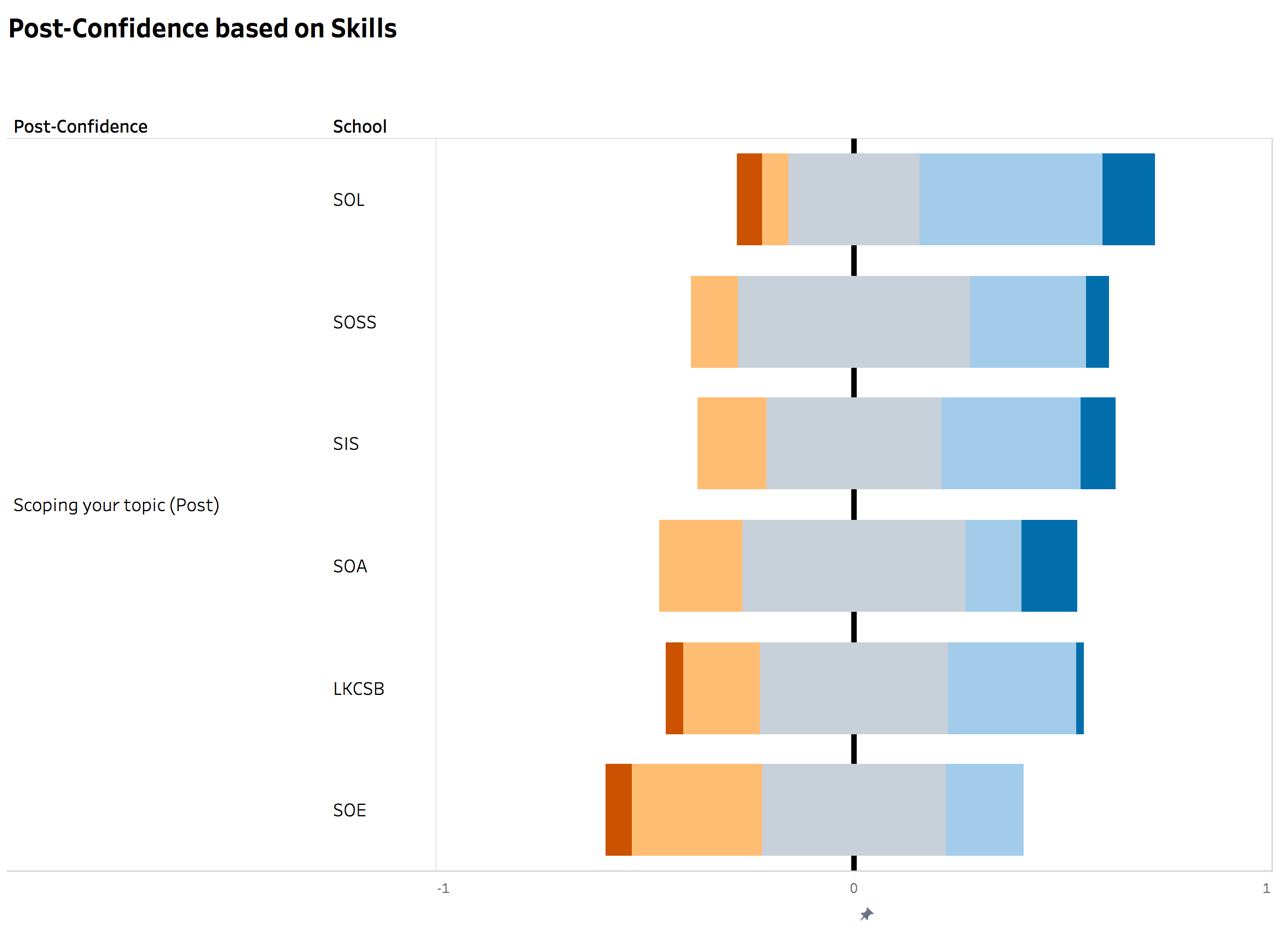 Post-Confidence based on Skills
Post-Confidence School
SOL
SOSS
SIS
Scoping your topic (Post)
SOA
LKCSB
SOE
-1 0 1